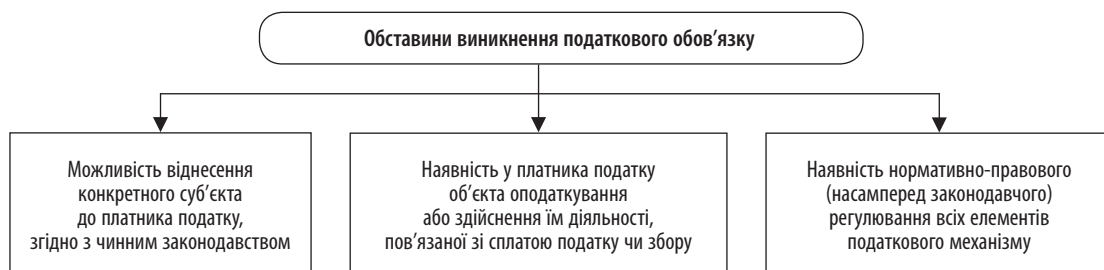 Обставини виникнення податкового обов’язку
Можливість віднесення
конкретного суб’єкта
до платника податку,
згідно з чинним законодавством
Наявність у платника податку
об’єкта оподаткування
або здійснення їм діяльності,
пов’язаної зі сплатою податку чи збору
Наявність нормативно-правового
(насамперед законодавчого)
регулювання всіх елементів
податкового механізму